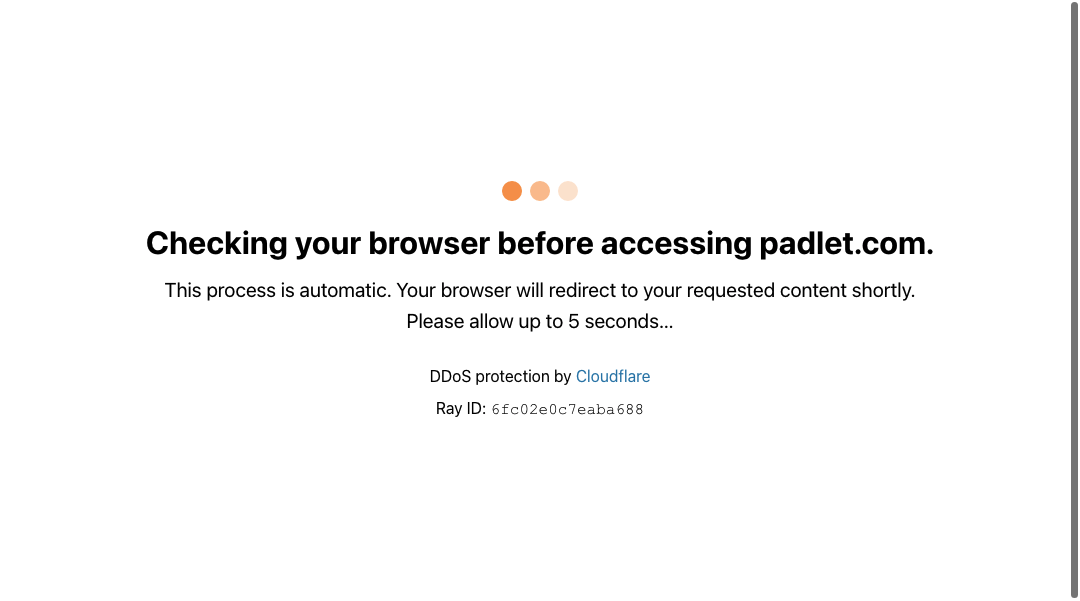 Checking your browser before accessing padlet.com.
This process is automatic. Your browser will redirect to your requested content shortly.
Please allow up to 5 seconds...
DDoS protection by Cloudflare
Ray ID: 6fc02e0c7eaba688